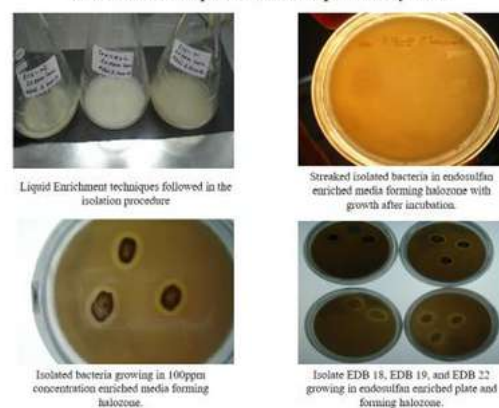 Liquid Enrichment techniques followed in the
isolation procedure
Streaked isolated bacteria in endosulfan
enriched media forming halozone with
growth after incubation.
Isolated bacteria growing in 100ppm
concentration enriched media forming
halozone.
Isolate EDB 18, EDB 19, and EDB 22
growing in endosulfan enriched plate and
forming halozone.